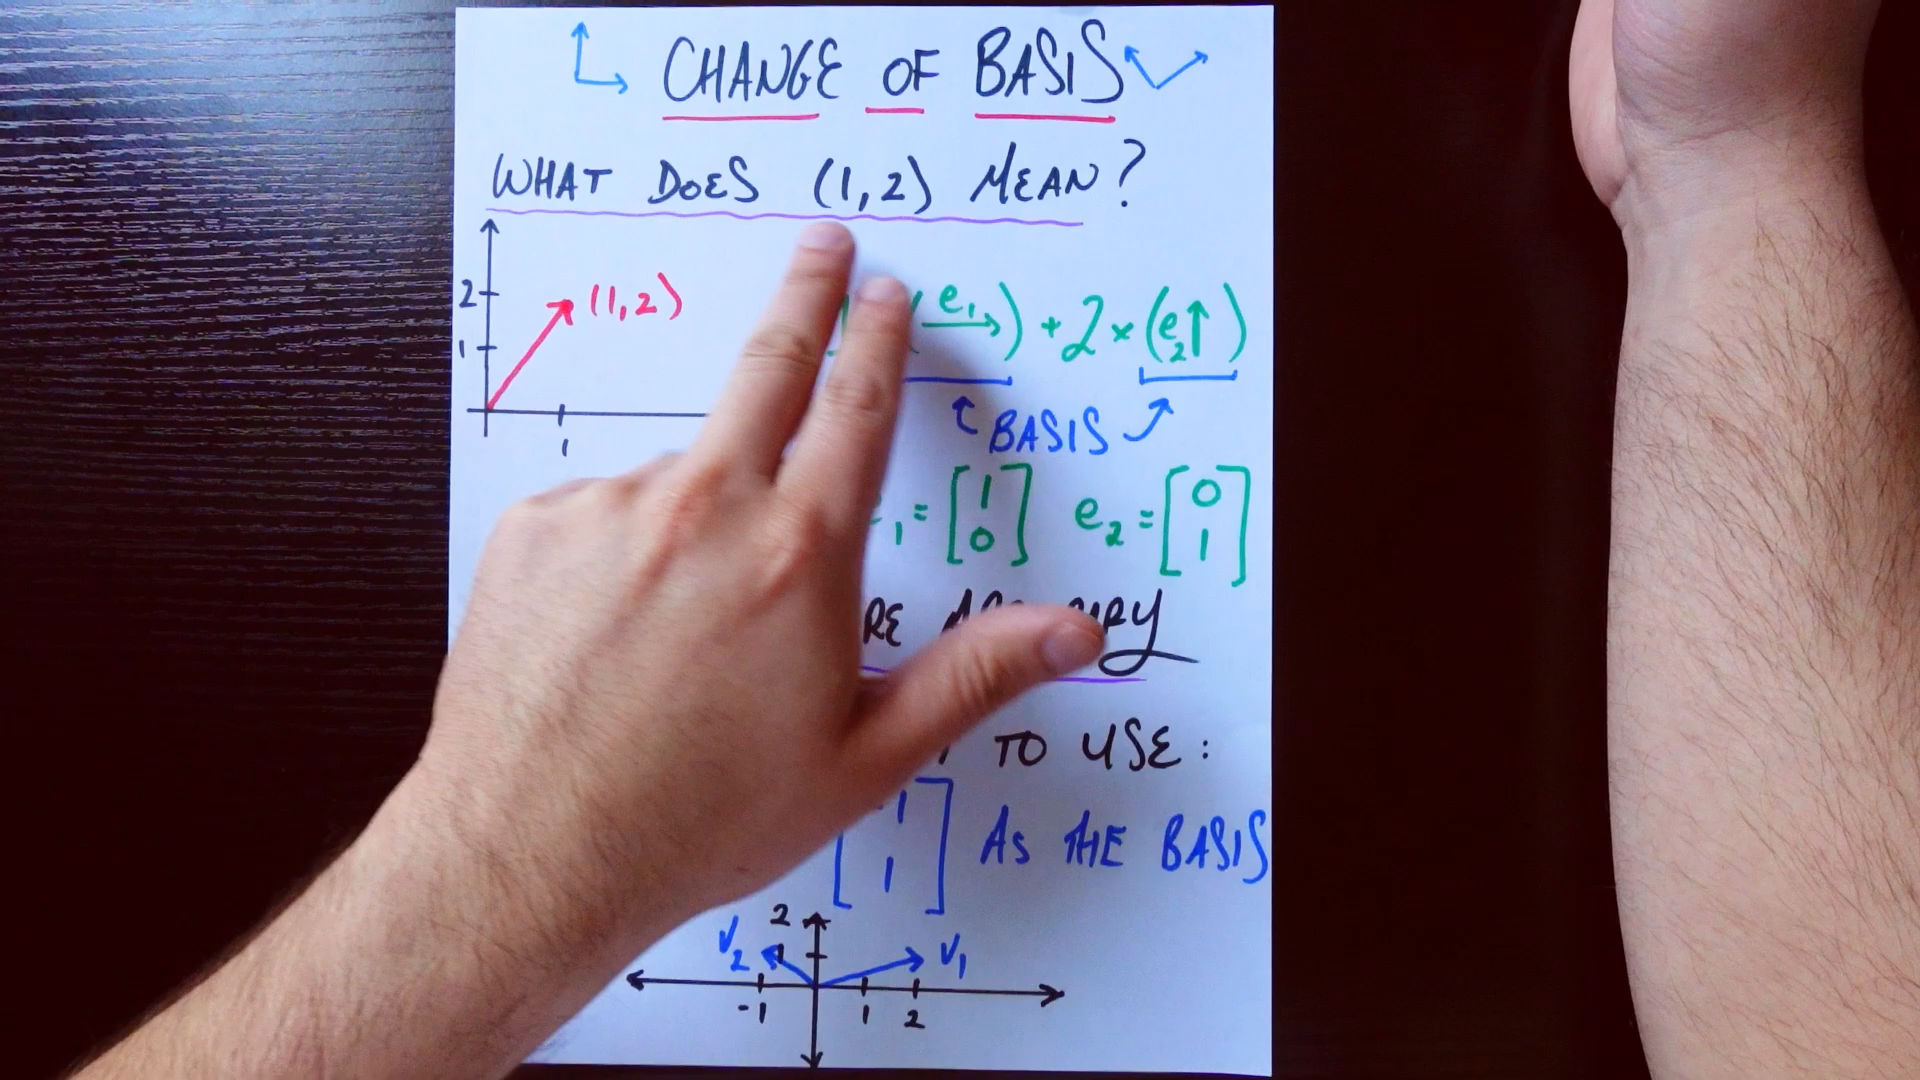 CHANGE OF BASIS
WHAT DOES (1,2) MEAN?
2
(1,2)
1
1
(e₁→) + 2 × (e₂↑)
BASIS
₁ = [1 0] e₂ = [0 1]
TO USE:
1
1
AS THE BASIS
2
V₂
1
V₁
-1 1 2